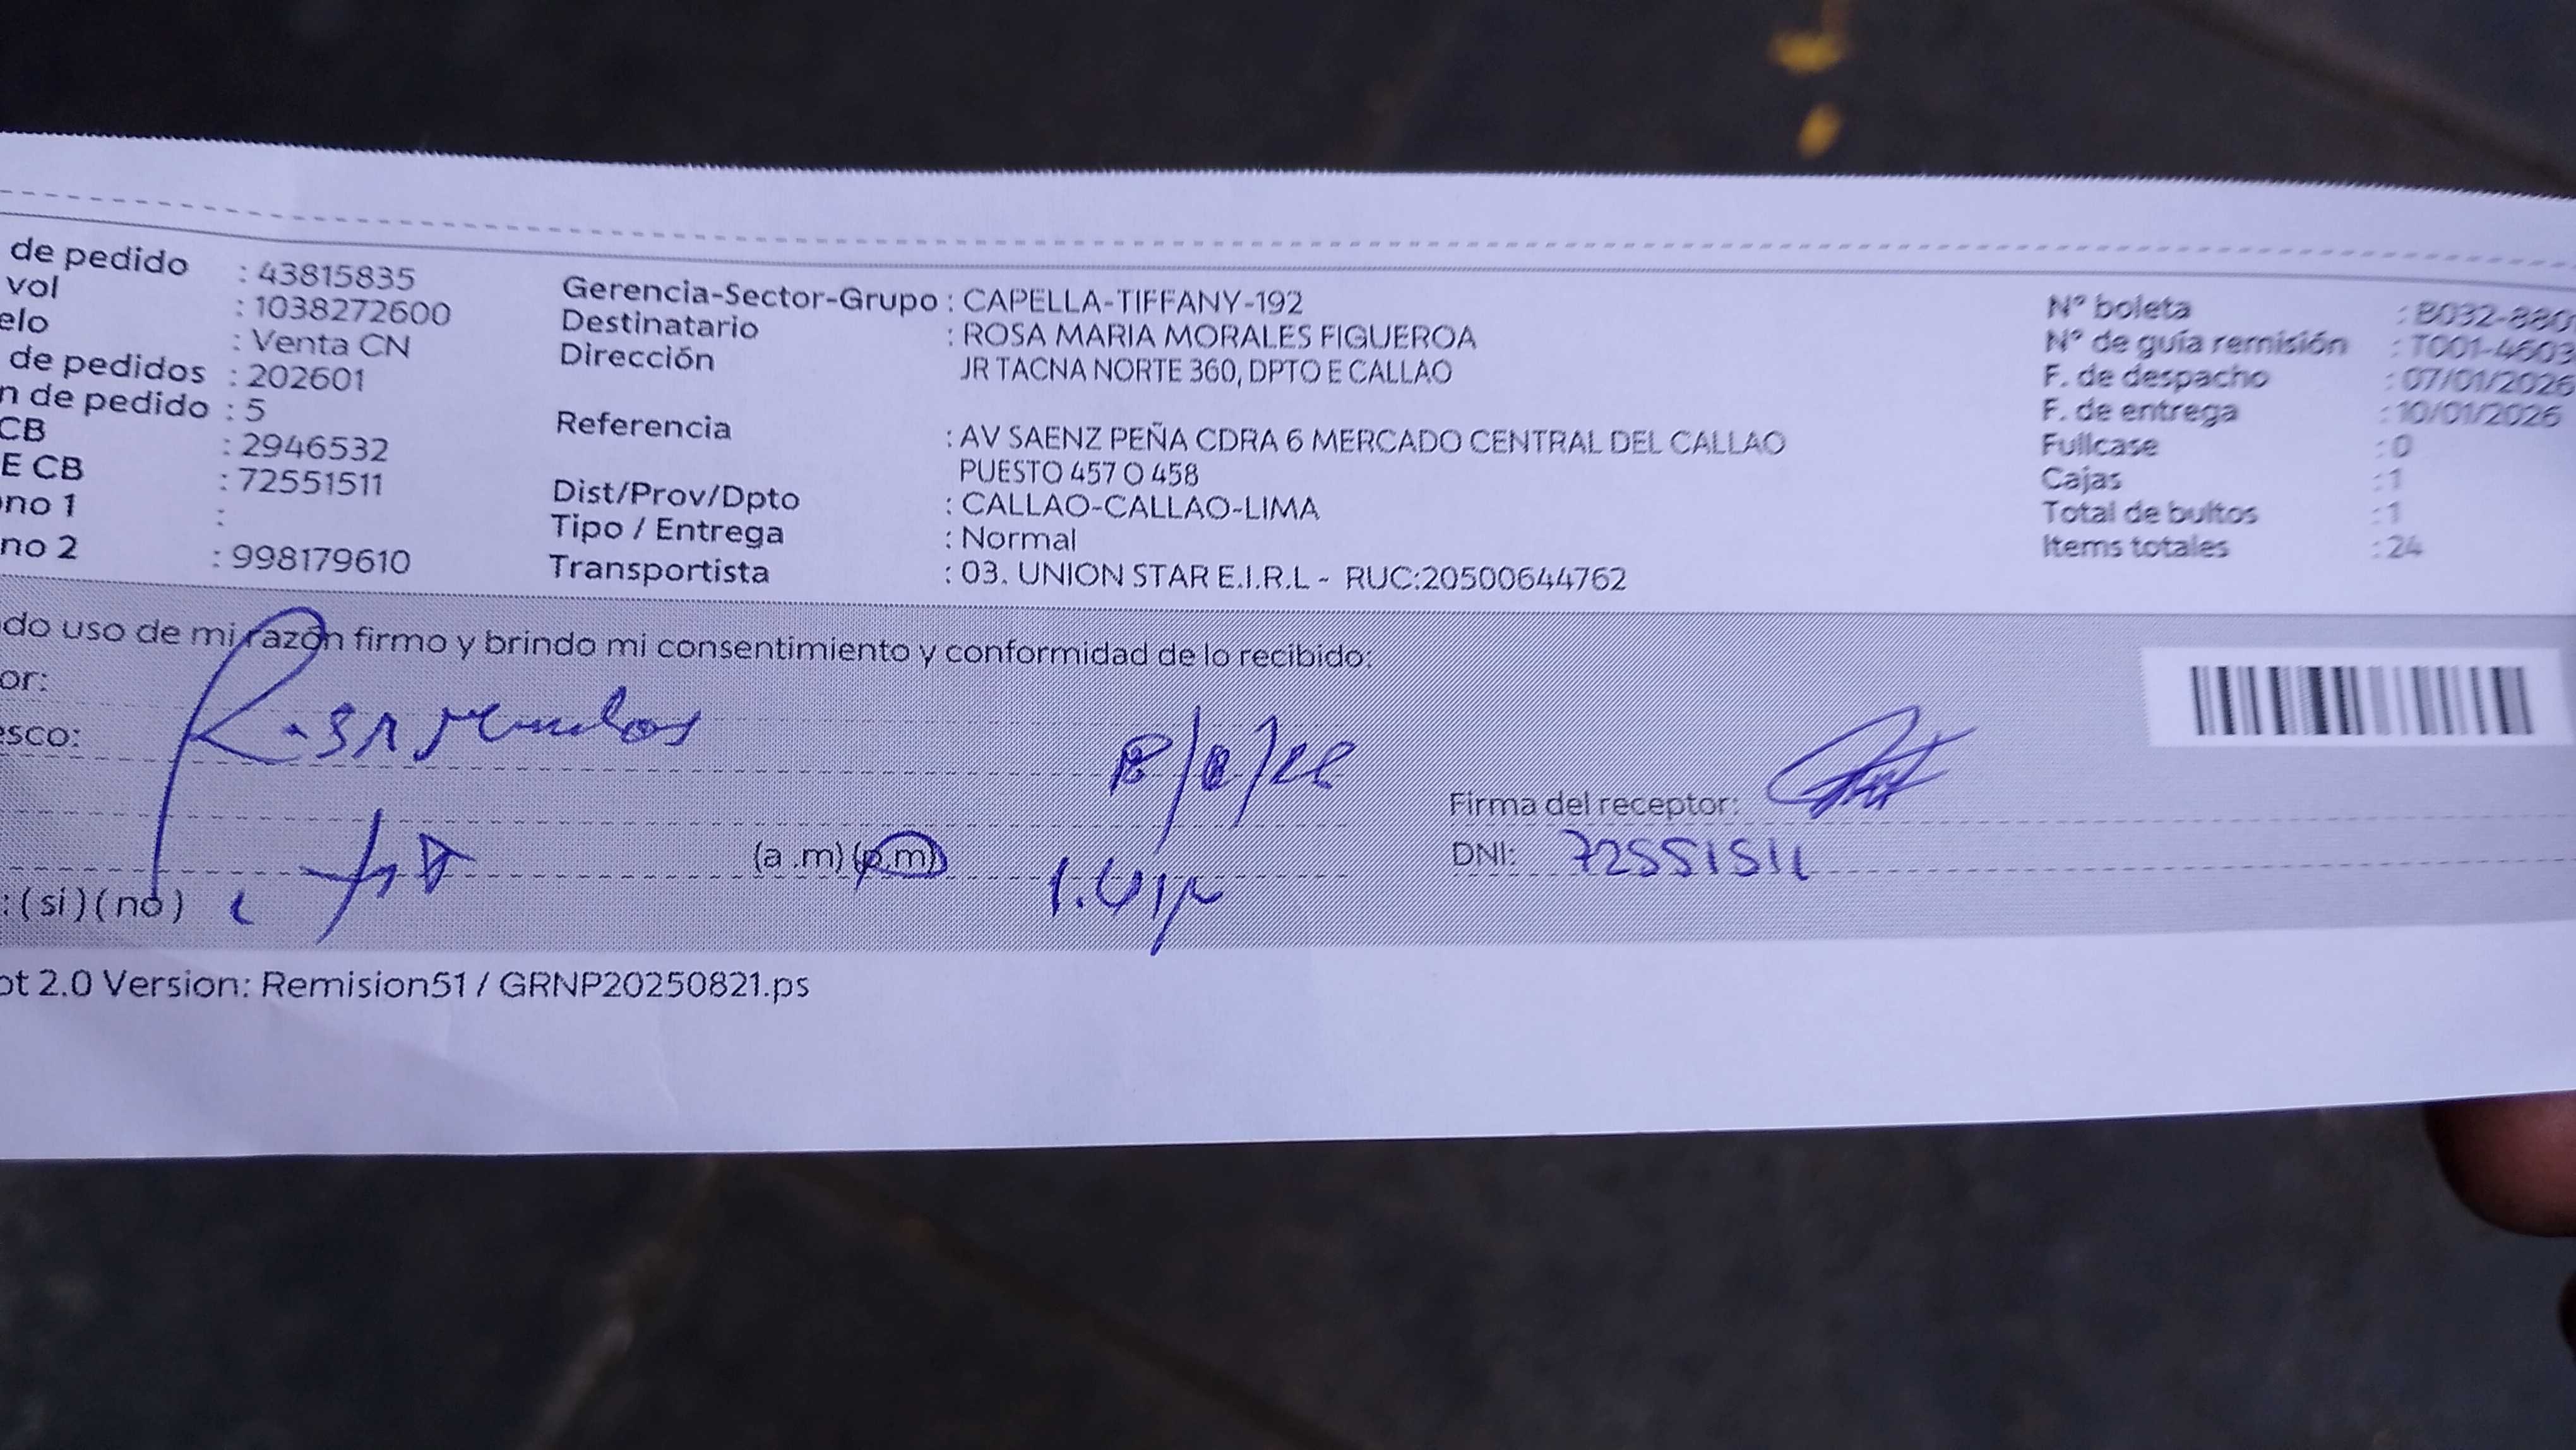 de pedido : 43815835
vol : 1038272600
elo : Venta CN
de pedidos : 202601
n de pedido : 5
CB : 2946532
E CB : 72551511
no 1 :
no 2 : 998179610
Gerencia-Sector-Grupo : CAPELLA-TIFFANY-192
Destinatario : ROSA MARIA MORALES FIGUEROA
Dirección JR TACNA NORTE 360, DPTO E CALLAO
Referencia : AV SAENZ PEÑA CDRA 6 MERCADO CENTRAL DEL CALLAO
PUESTO 457 O 458
Dist/Prov/Dpto : CALLAO-CALLAO-LIMA
Tipo / Entrega : Normal
Transportista : 03. UNION STAR E.I.R.L - RUC:20500644762
N° boleta : B032-880
N° de guía remisión : T001-4603
F. de despacho : 07/01/2026
F. de entrega : 10/01/2026
Fullcase : 0
Cajas : 1
Total de bultos : 1
Items totales : 24
do uso de mi razón firmo y brindo mi consentimiento y conformidad de lo recibido:
or:
sco:
Firma del receptor:
(a .m) (p.m)
DNI: 72551511
: (si) (no)
ot 2.0 Version: Remision51 / GRNP20250821.ps